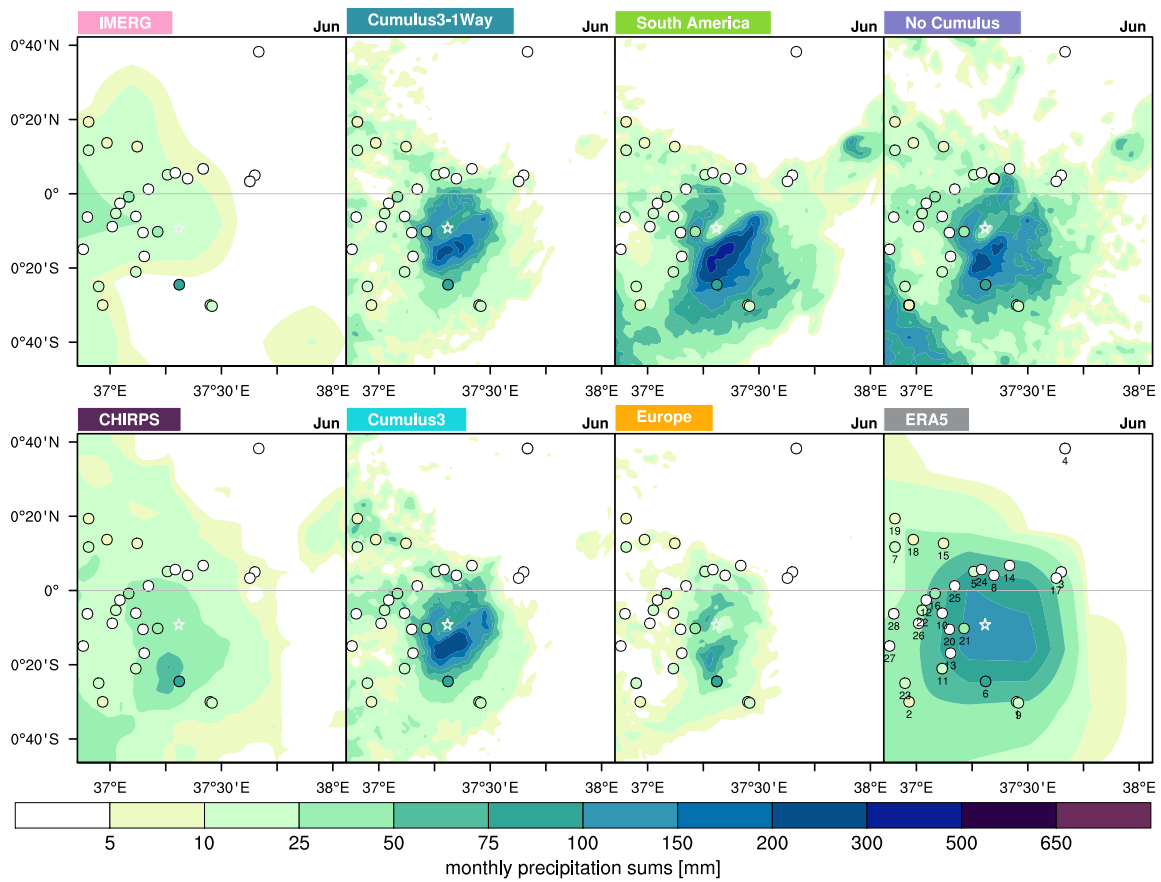 IMERG Jun Cumulus3-1Way Jun South America Jun No Cumulus Jun
0°40'N
0°20'N
0°
0°20'S
0°40'S
37°E 37°30'E 38°E 37°E 37°30'E 38°E 37°E 37°30'E 38°E 37°E 37°30'E 38°E
CHIRPS Jun Cumulus3 Jun Europe Jun ERA5 Jun
0°40'N
4
0°20'N
19
18 15
7
14
5 24 8 3
17
0°
25
16
12
28 22 10
26 20 21
27 13
11
0°20'S
23 6
2 1 9
0°40'S
37°E 37°30'E 38°E 37°E 37°30'E 38°E 37°E 37°30'E 38°E 37°E 37°30'E 38°E
5 10 25 50 75 100 150 200 300 500 650
monthly precipitation sums [mm]